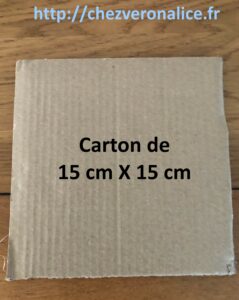 http://chezveronalice.fr
Carton de
15 cm X 15 cm